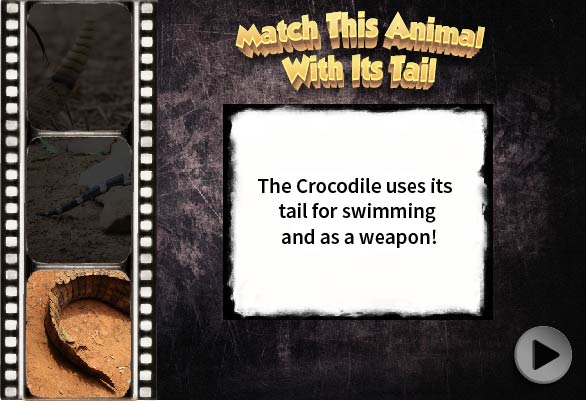 Match This Animal
With Its Tail
The Crocodile uses its
tail for swimming
and as a weapon!